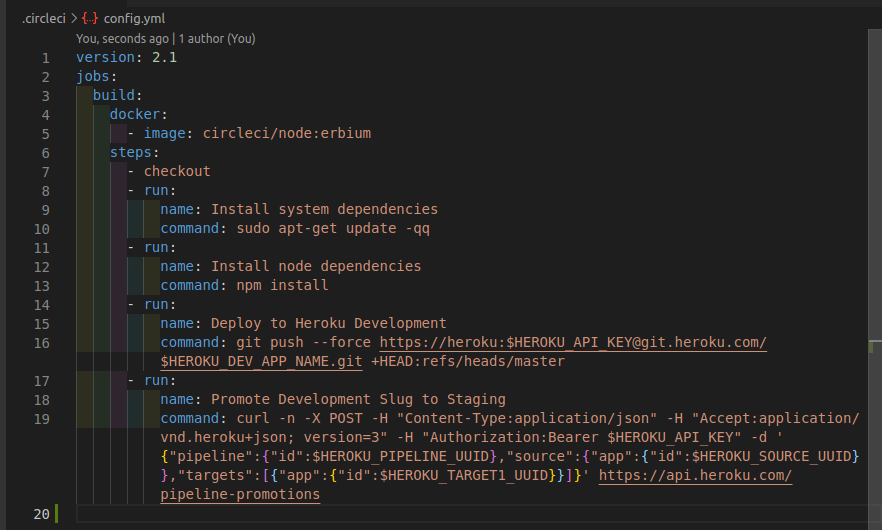 .circleci > {..} config.yml
You, seconds ago | 1 author (You)
1 version: 2.1
2 jobs:
3   build:
4     docker:
5       - image: circleci/node:erbium
6     steps:
7       - checkout
8       - run:
9           name: Install system dependencies
10           command: sudo apt-get update -qq
11       - run:
12           name: Install node dependencies
13           command: npm install
14       - run:
15           name: Deploy to Heroku Development
16           command: git push --force https://heroku:$HEROKU_API_KEY@git.heroku.com/
$HEROKU_DEV_APP_NAME.git +HEAD:refs/heads/master
17       - run:
18           name: Promote Development Slug to Staging
19           command: curl -n -X POST -H "Content-Type:application/json" -H "Accept:application/
vnd.heroku+json; version=3" -H "Authorization:Bearer $HEROKU_API_KEY" -d '
{"pipeline":{"id":$HEROKU_PIPELINE_UUID},"source":{"app":{"id":$HEROKU_SOURCE_UUID}
},"targets":[{"app":{"id":$HEROKU_TARGET1_UUID}}]}' https://api.heroku.com/
pipeline-promotions
20